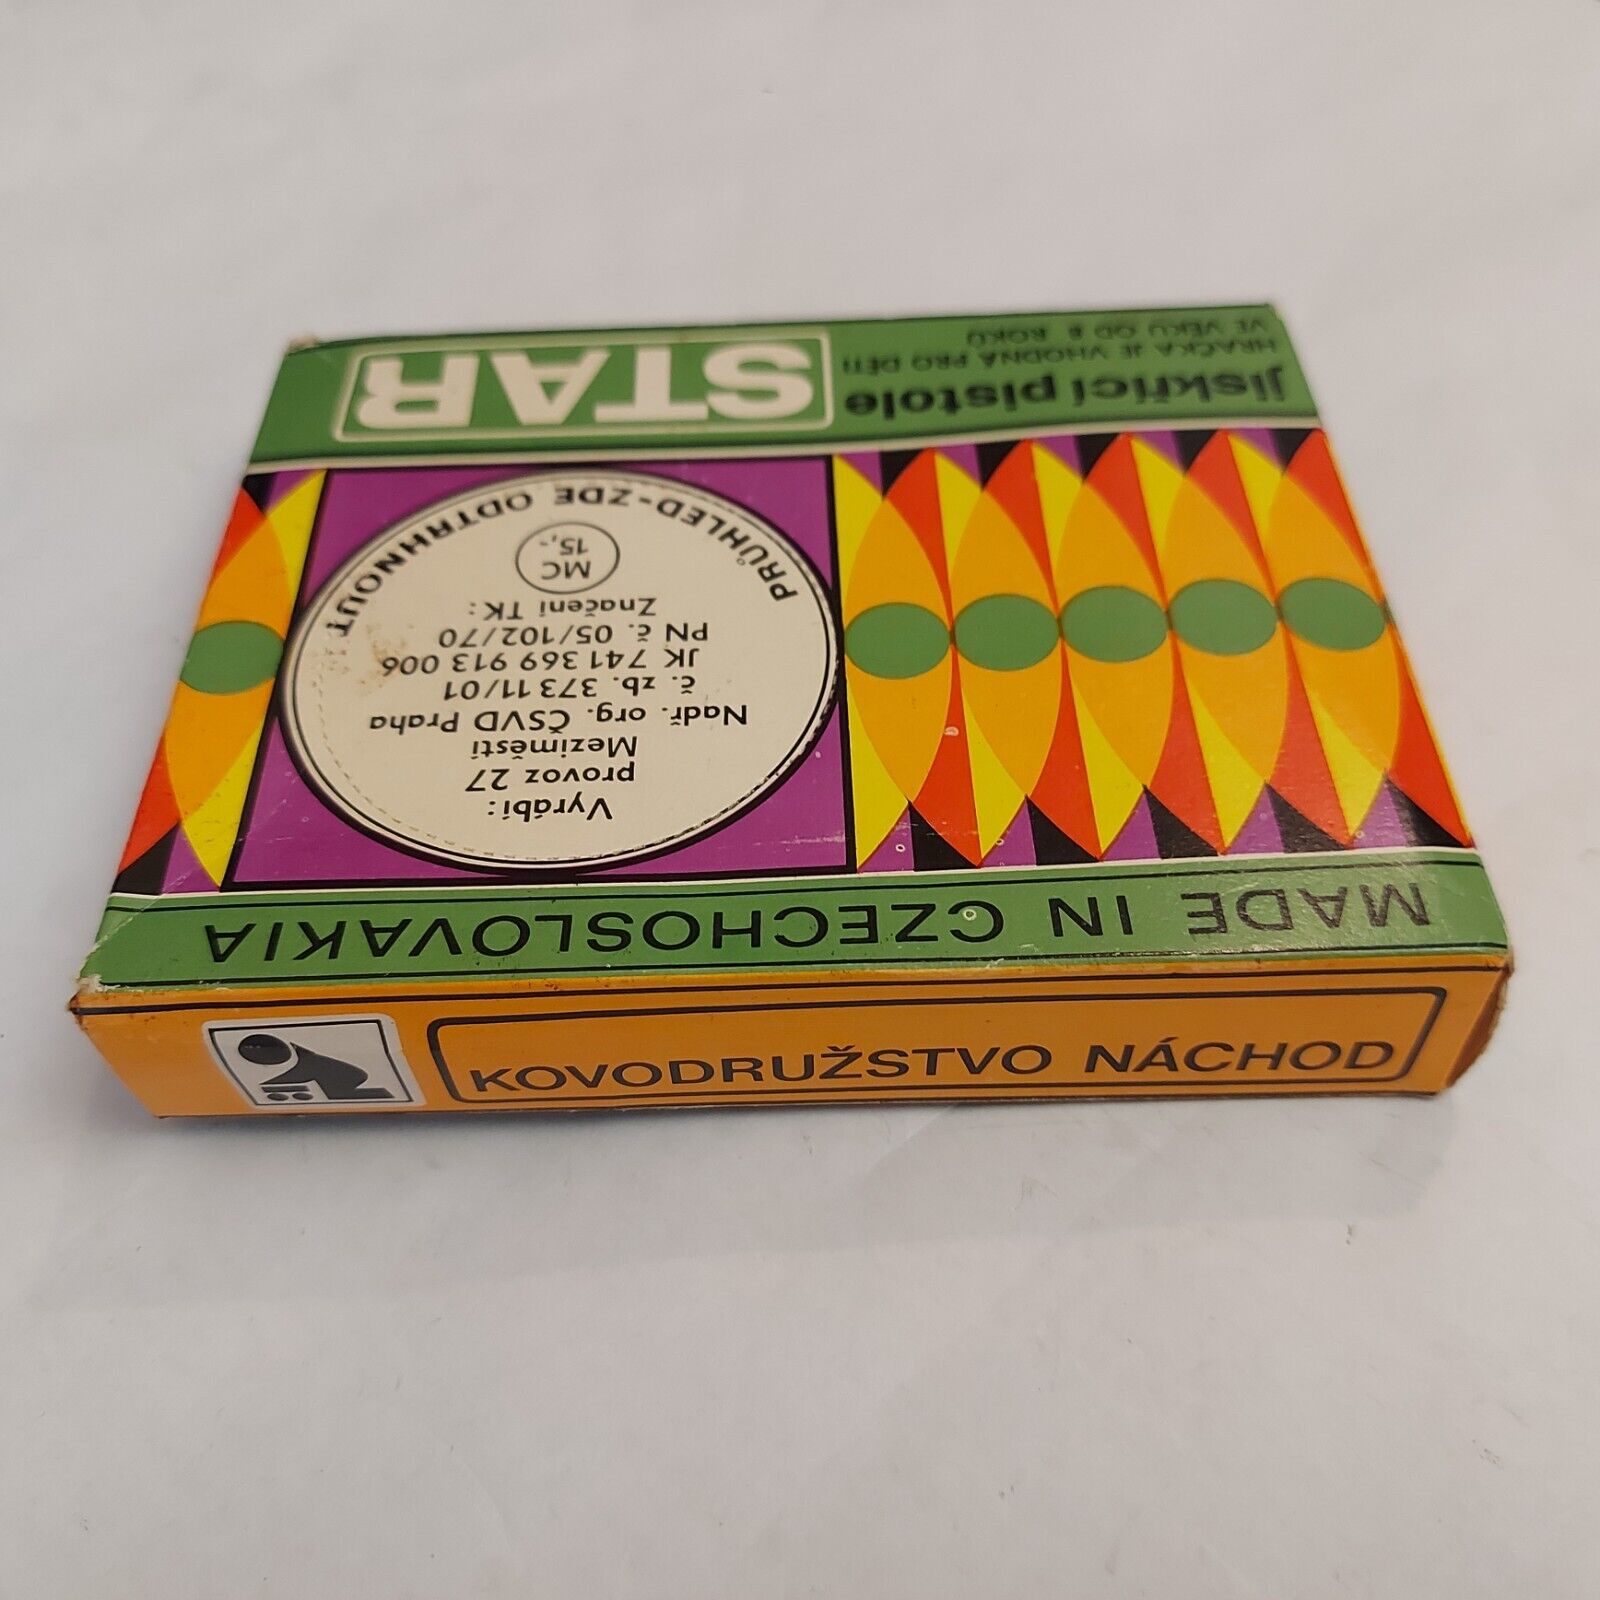 STAR
jiskřící pistole
HRAČKA JE VHODNÁ PRO DĚTI
VE VĚKU OD 8 ROKŮ
PRŮHLED-ZDE ODTRHNOUT
MC
15,-
Značení TK:
PN č. 05/102/70
JK 741 369 913 006
č. zb. 373 11/01
Nadř. org. ČSVD Praha
Meziměstí
provoz 27
Vyrábí:
MADE IN CZECHOSLOVAKIA
KOVODRUŽSTVO NÁCHOD